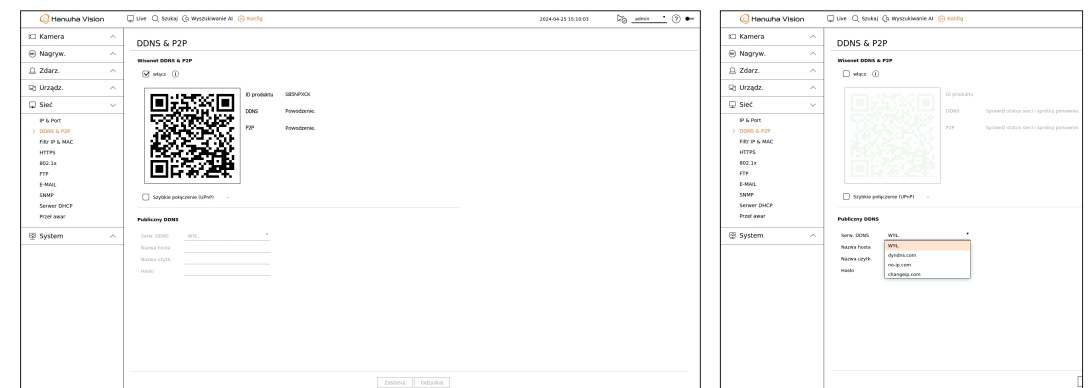 Hanwha Vision
Live Szukaj Wyszukiwanie AI Konfig
2024-04-25 15:10:03
admin
Kamera
Nagryw.
Zdarz.
Urządz.
Sieć
IP & Port
DDNS & P2P
Filtr IP & MAC
HTTPS
802.1x
FTP
E-MAIL
SNMP
Serwer DHCP
Przeł awar
System
DDNS & P2P
Wisenet DDNS & P2P
włącz
ID produktu SB5NPXCK
DDNS Powodzenie.
P2P Powodzenie.
Szybkie połączenie (UPnP) -
Publiczny DDNS
Serw. DDNS WYŁ.
Nazwa hosta
Nazwa użytk.
Hasło
Zastosuj Odzyskaj
Hanwha Vision
Live Szukaj Wyszukiwanie AI Konfig
Kamera
Nagryw.
Zdarz.
Urządz.
Sieć
IP & Port
DDNS & P2P
Filtr IP & MAC
HTTPS
802.1x
FTP
E-MAIL
SNMP
Serwer DHCP
Przeł awar
System
DDNS & P2P
Wisenet DDNS & P2P
włącz
ID produktu
DDNS Sprawdź status sieci i spróbuj ponownie.
P2P Sprawdź status sieci i spróbuj ponownie.
Szybkie połączenie (UPnP) -
Publiczny DDNS
Serw. DDNS WYŁ.
Nazwa hosta
Nazwa użytk.
Hasło
WYŁ.
dyndns.com
no-ip.com
changeip.com